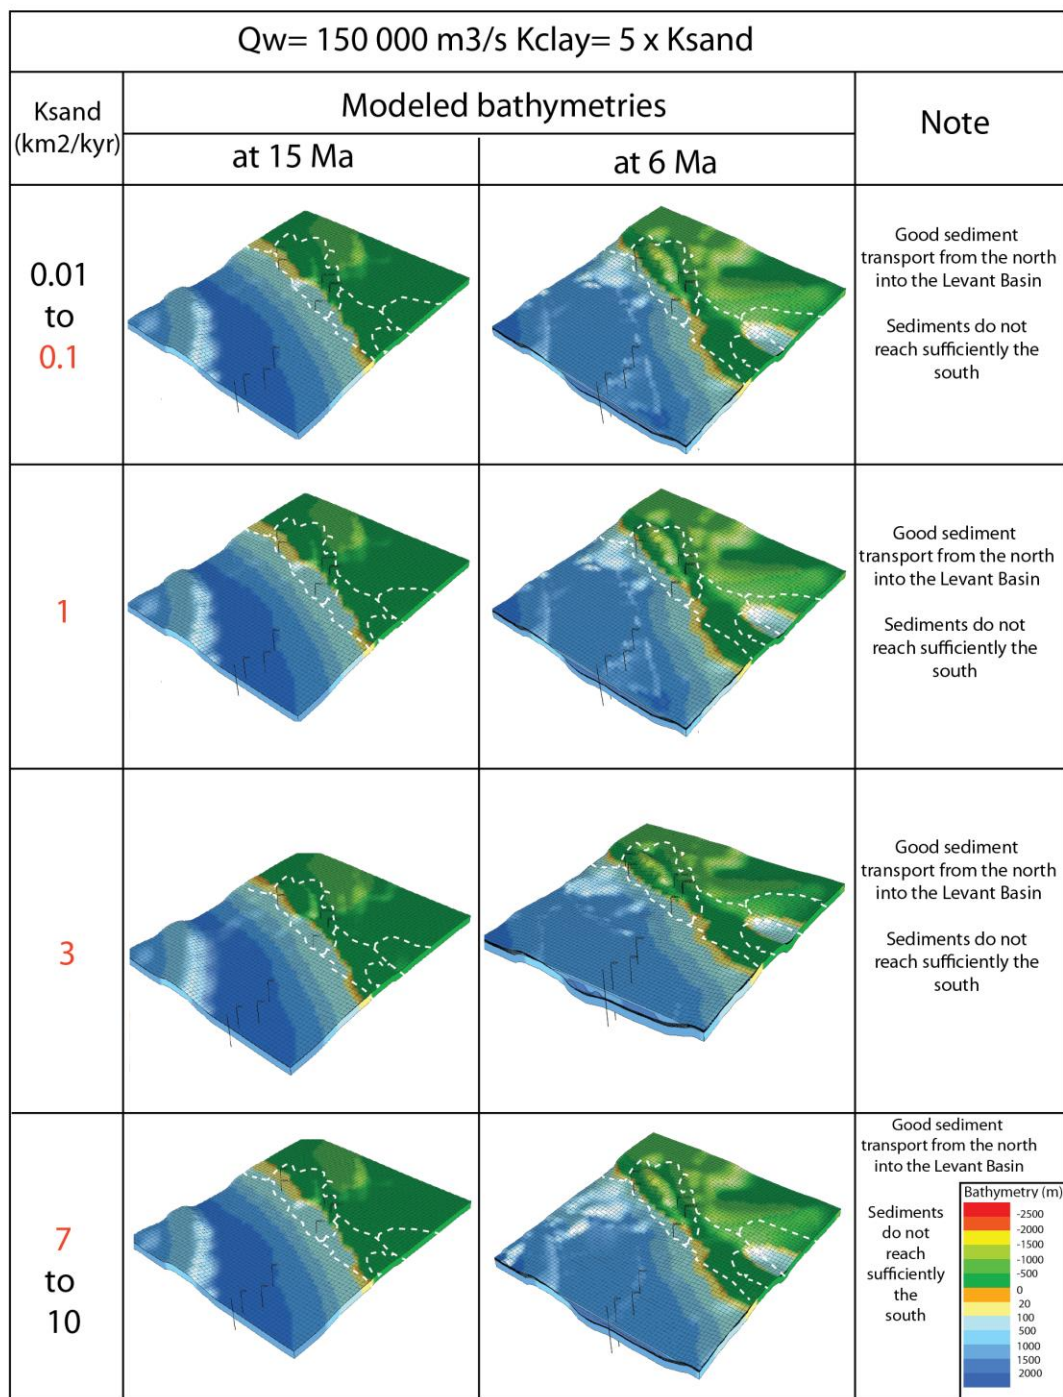 Qw= 150 000 m3/s Kclay= 5 x Ksand
Ksand
(km2/kyr)
Modeled bathymetries
at 15 Ma
at 6 Ma
Note
0.01
to
0.1
Good sediment
transport from the north
into the Levant Basin
Sediments do not
reach sufficiently the
south
1
Good sediment
transport from the north
into the Levant Basin
Sediments do not
reach sufficiently the
south
3
Good sediment
transport from the north
into the Levant Basin
Sediments do not
reach sufficiently the
south
7
to
10
Good sediment
transport from the north
into the Levant Basin
Sediments
do not
reach
sufficiently
the
south
Bathymetry (m)
-2500
-2000
-1500
-1000
-500
0
20
100
500
1000
1500
2000